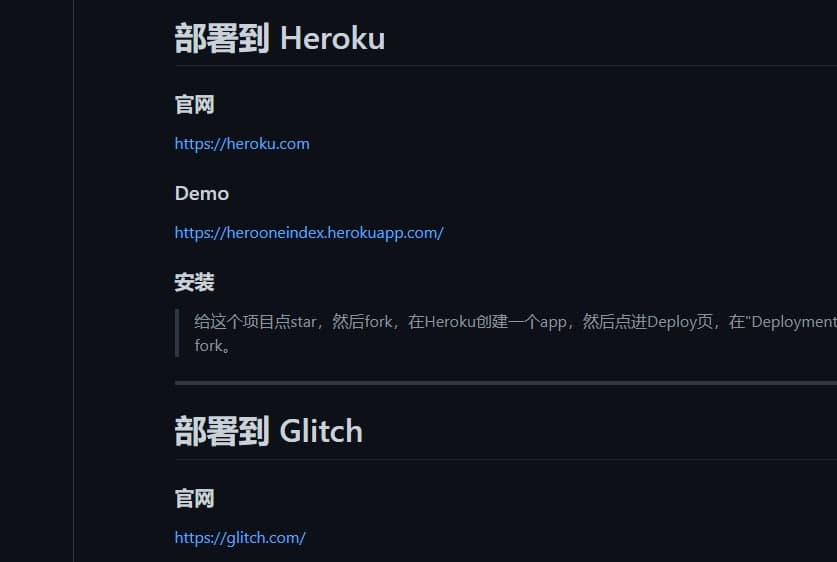 部署到 Heroku
官网
https://heroku.com
Demo
https://herooneindex.herokuapp.com/
安装
给这个项目点star，然后fork，在Heroku创建一个app，然后点进Deploy页，在"Deployment
fork。
部署到 Glitch
官网
https://glitch.com/